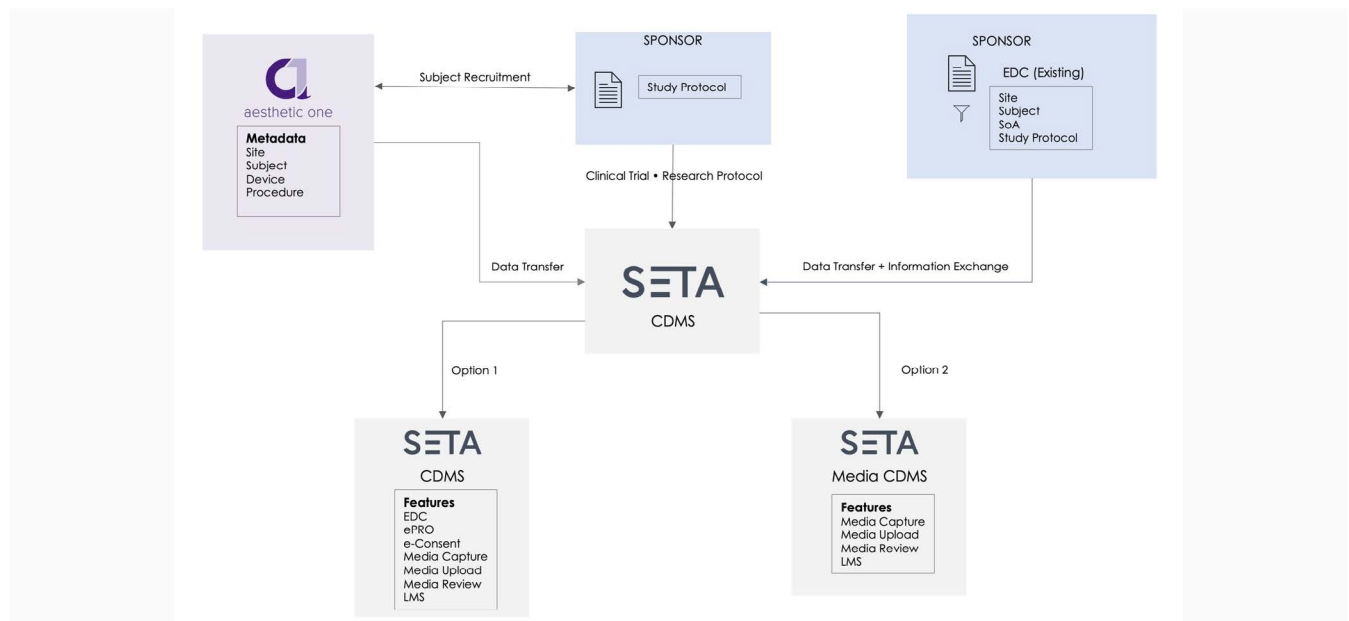 aesthetic one
Metadata
Site
Subject
Device
Procedure
Subject Recruitment
SPONSOR
Study Protocol
SPONSOR
EDC (Existing)
Site
Subject
SoA
Study Protocol
Clinical Trial • Research Protocol
Data Transfer
SETA
CDMS
Data Transfer + Information Exchange
Option 1
Option 2
SETA
CDMS
Features
EDC
ePRO
e-Consent
Media Capture
Media Upload
Media Review
LMS
SETA
Media CDMS
Features
Media Capture
Media Upload
Media Review
LMS